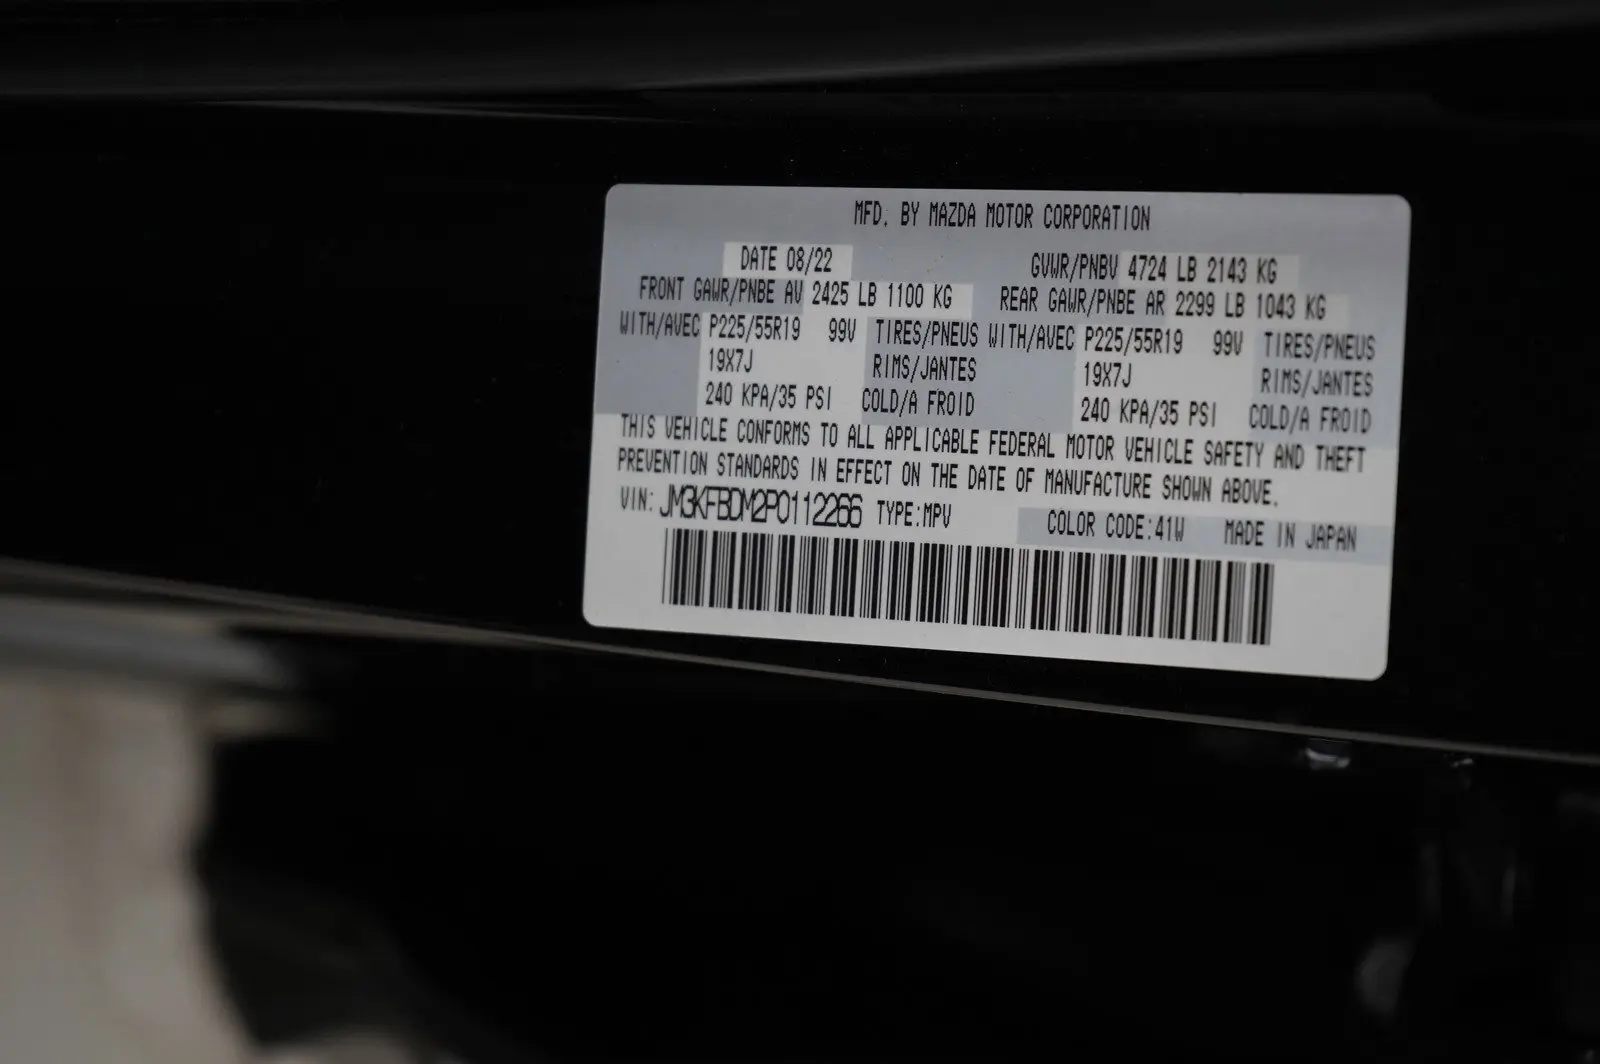 MFD. BY MAZDA MOTOR CORPORATION
DATE 08/22 GVWR/PNBV 4724 LB 2143 KG
FRONT GAWR/PNBE AV 2425 LB 1100 KG REAR GAWR/PNBE AR 2299 LB 1043 KG
WITH/AVEC P225/55R19 99V TIRES/PNEUS WITH/AVEC P225/55R19 99V TIRES/PNEUS
19X7J RIMS/JANTES 19X7J RIMS/JANTES
240 KPA/35 PSI COLD/A FROID 240 KPA/35 PSI COLD/A FROID
THIS VEHICLE CONFORMS TO ALL APPLICABLE FEDERAL MOTOR VEHICLE SAFETY AND THEFT
PREVENTION STANDARDS IN EFFECT ON THE DATE OF MANUFACTURE SHOWN ABOVE.
VIN: JM3KFBDM2P0112266 TYPE:MPV COLOR CODE:41W MADE IN JAPAN